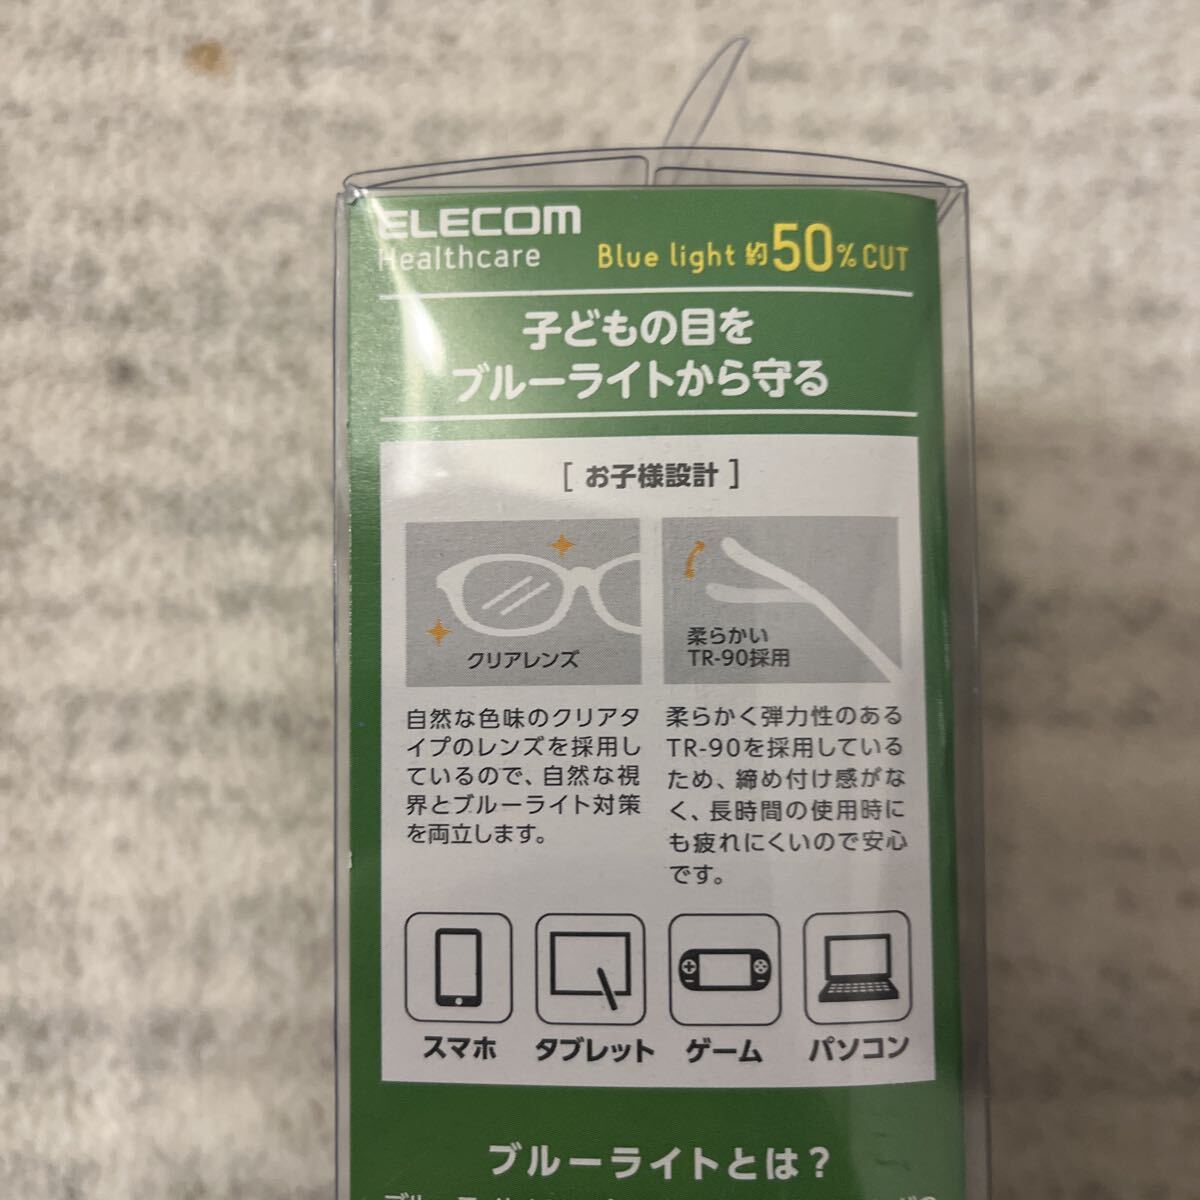 ELECOM
Healthcare
Blue light 約50%CUT
子どもの目を
ブルーライトから守る
[お子様設計]
クリアレンズ
自然な色味のクリアタ
イプのレンズを採用し
ているので、自然な視
界とブルーライト対策
を両立します。
柔らかい
TR-90採用
柔らかく弾力性のある
TR-90を採用している
ため、締め付け感がな
く、長時間の使用時に
も疲れにくいので安心
です。
スマホ
タブレット
ゲーム
パソコン
ブルーライトとは？